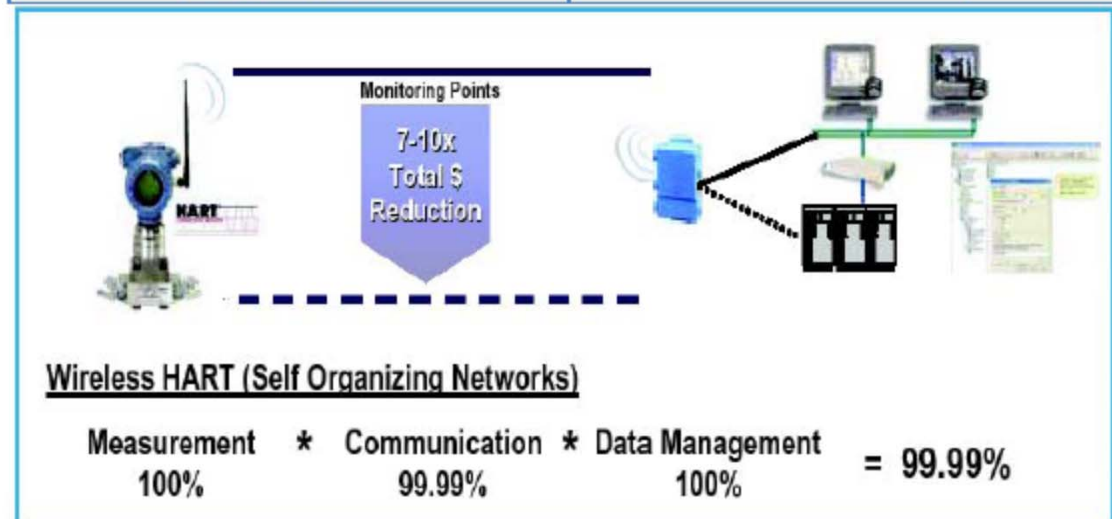 Monitoring Points
7-10x
Total $
Reduction
HART
Wireless HART (Self Organizing Networks)
Measurement * Communication * Data Management
100% 99.99% 100% = 99.99%